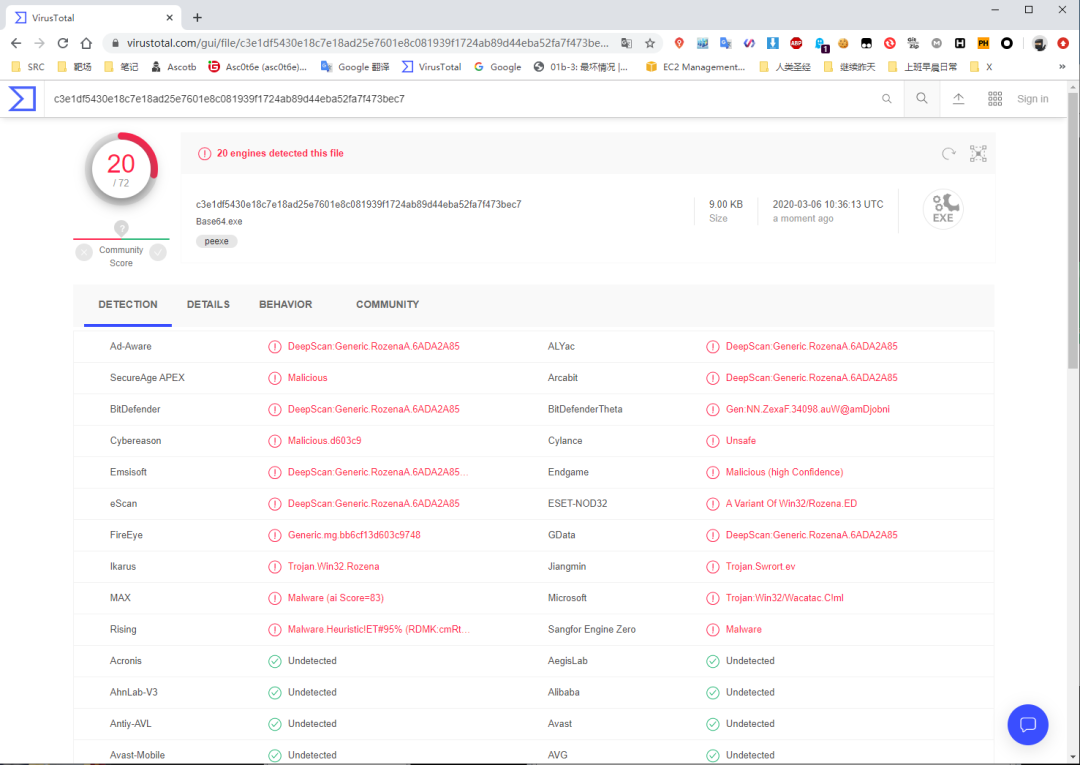 VirusTotal
virustotal.com/gui/file/c3e1df5430e18c7e18ad25e7601e8c081939f1724ab89d44eba52fa7f473be...
SRC 靶场 笔记 Ascotb Asc0t6e (asc0t6e)... Google 翻译 VirusTotal Google 01b-3: 最坏情况 |... EC2 Management... 人类圣经 继续昨天 上班早晨日常 X »
c3e1df5430e18c7e18ad25e7601e8c081939f1724ab89d44eba52fa7f473bec7 Sign in
20
/ 72
?
Community
Score
20 engines detected this file
c3e1df5430e18c7e18ad25e7601e8c081939f1724ab89d44eba52fa7f473bec7
Base64.exe
peexe
9.00 KB
Size
2020-03-06 10:36:13 UTC
a moment ago
EXE
DETECTION DETAILS BEHAVIOR COMMUNITY
Ad-Aware DeepScan:Generic.RozenaA.6ADA2A85 ALYac DeepScan:Generic.RozenaA.6ADA2A85
SecureAge APEX Malicious Arcabit DeepScan:Generic.RozenaA.6ADA2A85
BitDefender DeepScan:Generic.RozenaA.6ADA2A85 BitDefenderTheta Gen:NN.ZexaF.34098.auW@amDjobni
Cybereason Malicious.d603c9 Cylance Unsafe
Emsisoft DeepScan:Generic.RozenaA.6ADA2A85... Endgame Malicious (high Confidence)
eScan DeepScan:Generic.RozenaA.6ADA2A85 ESET-NOD32 A Variant Of Win32/Rozena.ED
FireEye Generic.mg.bb6cf13d603c9748 GData DeepScan:Generic.RozenaA.6ADA2A85
Ikarus Trojan.Win32.Rozena Jiangmin Trojan.Swrort.ev
MAX Malware (ai Score=83) Microsoft Trojan:Win32/Wacatac.C!ml
Rising Malware.Heuristic!ET#95% (RDMK:cmRt... Sangfor Engine Zero Malware
Acronis Undetected AegisLab Undetected
AhnLab-V3 Undetected Alibaba Undetected
Antiy-AVL Undetected Avast Undetected
Avast-Mobile Undetected AVG Undetected